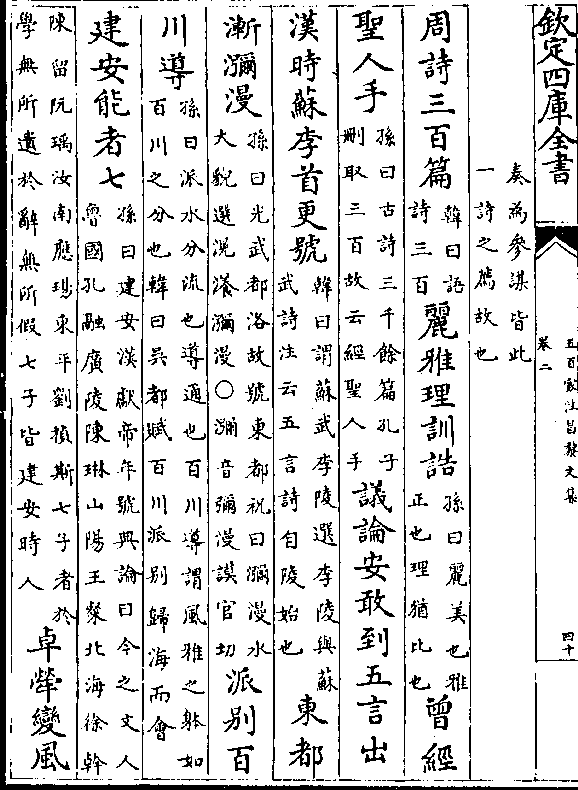 欽定四庫全書
五百家注昌黎文集
卷二
四十
奏為參謀皆此
一詩之薦故也
周詩三百篇韓曰語詩三百麗雅理訓誥孫曰麗美也雅正也理猶比也曾經
聖人手孫曰古詩三千餘篇孔子刪取三百故云經聖人手議論安敢到五言出
漢時蘇李首更號韓曰謂蘇武李陵選李陵與蘇武詩注云五言詩自陵始也東都
漸瀰漫孫曰光武都洛故號東都祝曰瀰漫水大貌選滉瀁瀰漫○瀰音彌漫謨官切派別百
川導孫曰派水分流也導通也百川導謂風雅之躰如百川之分也韓曰吳都賦百川派別歸海而會
建安能者七孫曰建安漢獻帝年號典論曰今之文人魯國孔融廣陵陳琳山陽王粲北海徐幹
陳留阮瑀汝南應瑒東平劉楨斯七子者於學無所遺於辭無所假七子皆建安時人卓犖變風